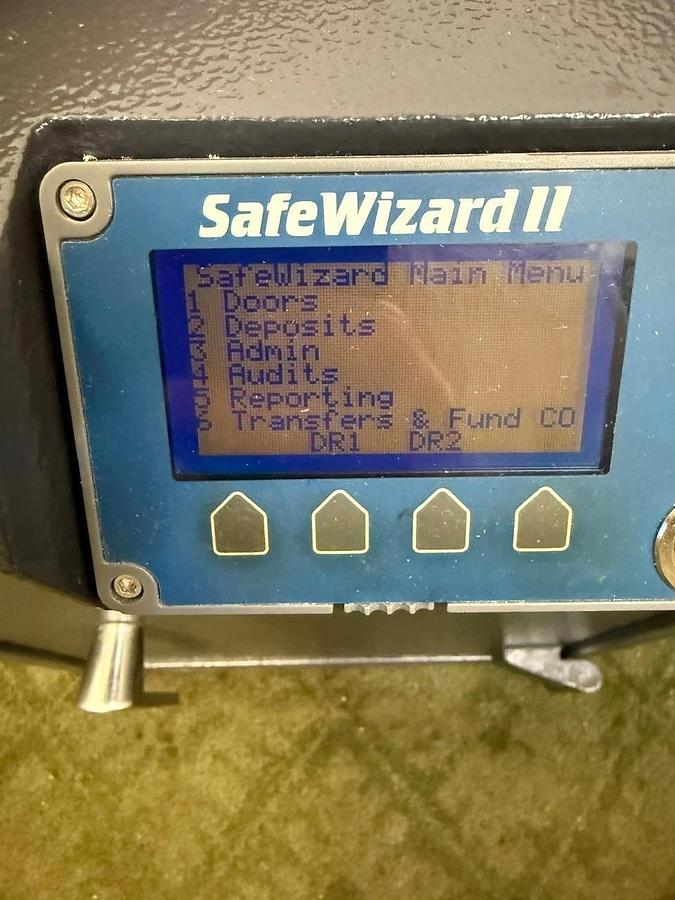 SafeWizard II
SafeWizard Main Menu
1 Doors
2 Deposits
3 Admin
4 Audits
5 Reporting
6 Transfers & Fund CO
DR1 DR2